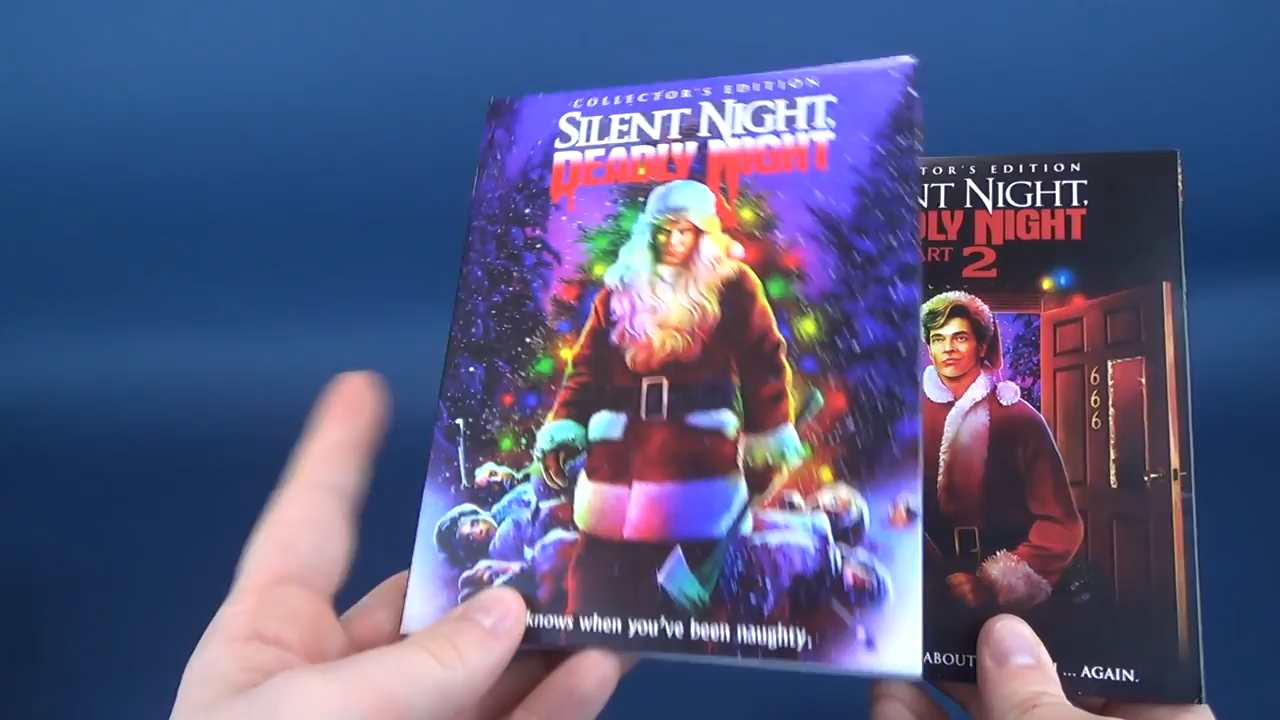 COLLECTOR'S EDITION
SILENT NIGHT,
DEADLY NIGHT
knows when you've been naughty.
TOR'S EDITION
NT NIGHT,
DLY NIGHT
ART 2
666
ABOUT ... AGAIN.